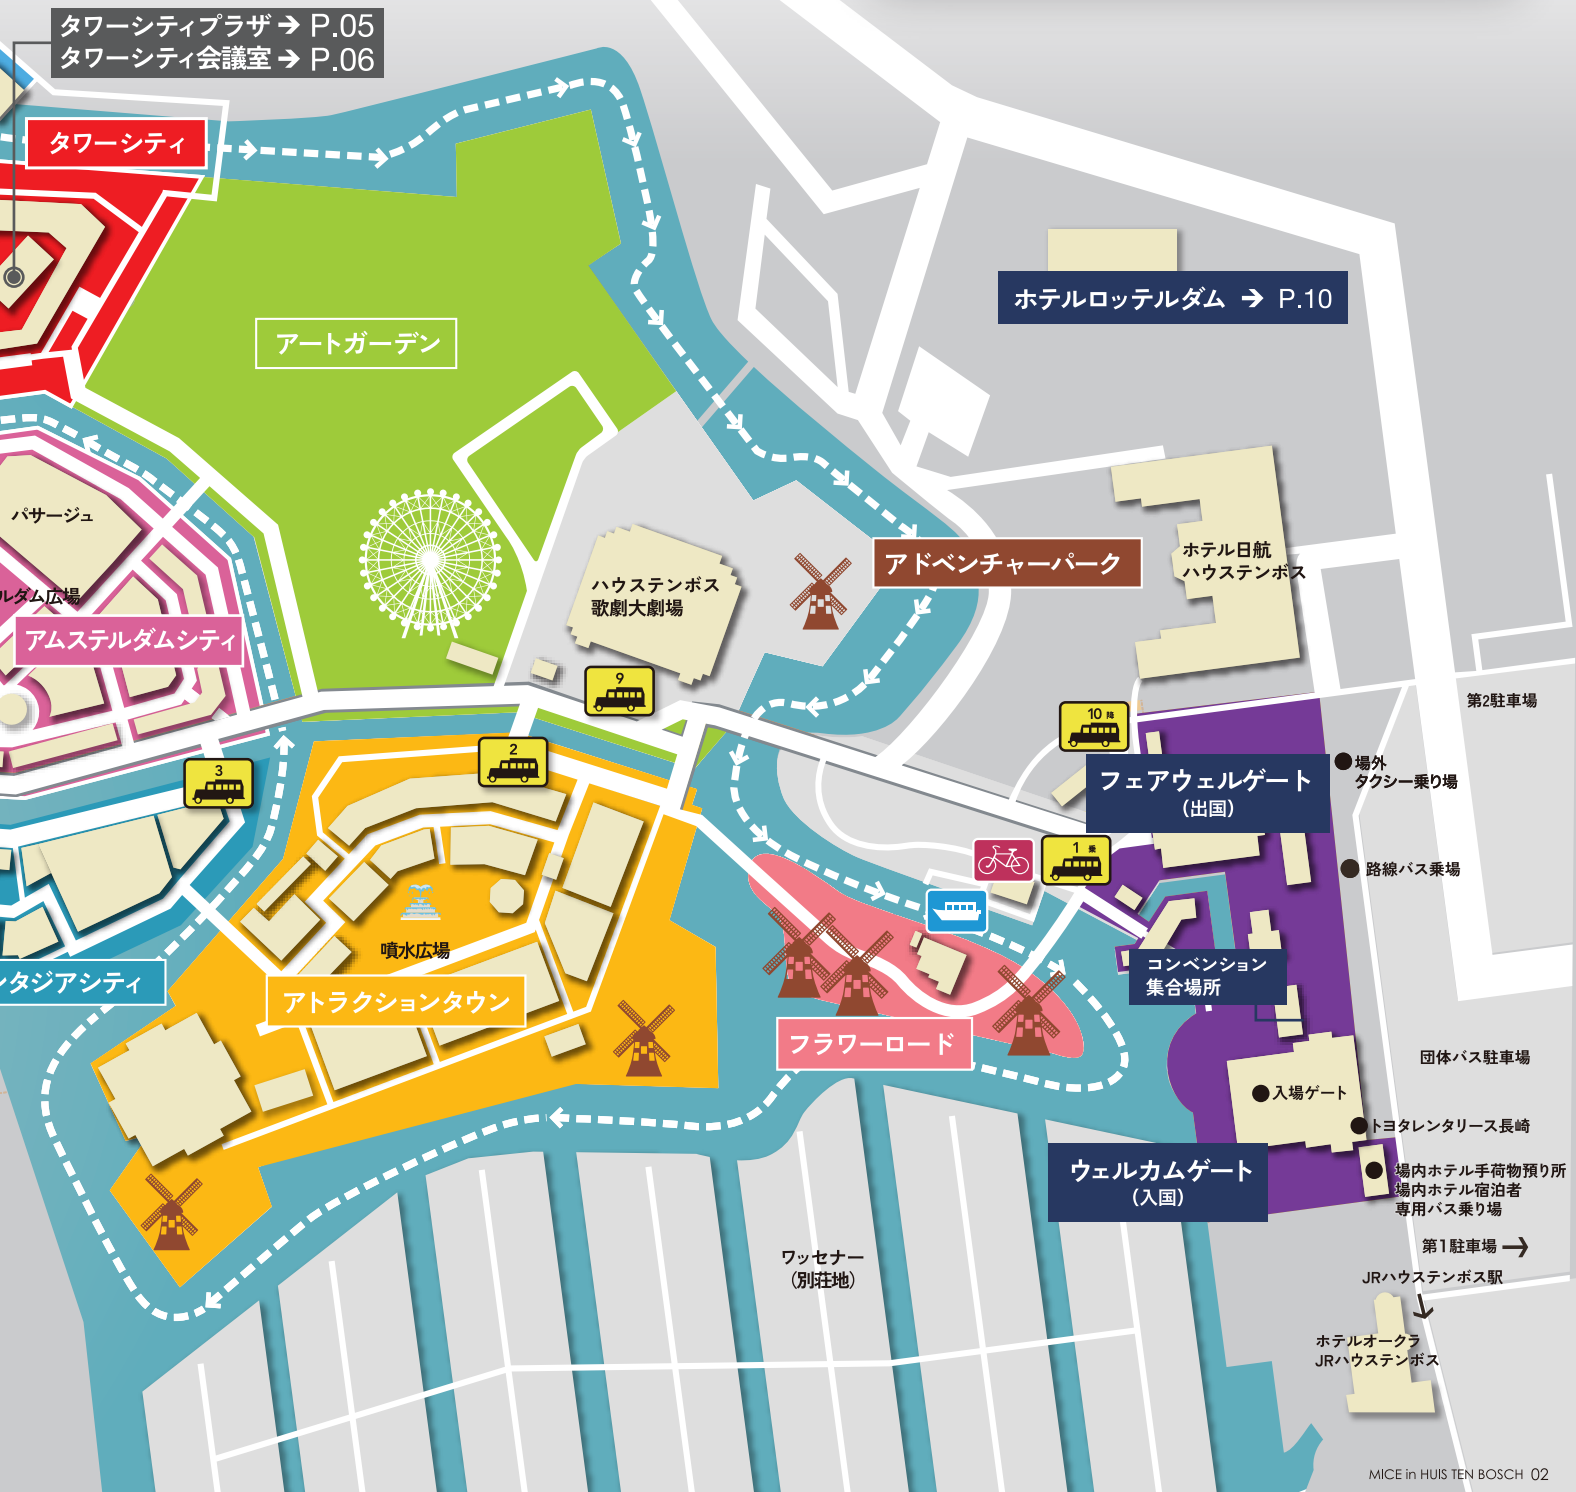 タワーシティプラザ → P.05
タワーシティ会議室 → P.06
タワーシティ
ホテルロッテルダム → P.10
アートガーデン
パサージュ
ルダム広場
アムステルダムシティ
ハウステンボス
歌劇大劇場
アドベンチャーパーク
ホテル日航
ハウステンボス
9
10 降
2
3
第2駐車場
フェアウェルゲート
(出国)
場外
タクシー乗り場
1 乗
路線バス乗場
噴水広場
ンタジアシティ
アトラクションタウン
コンベンション
集合場所
フラワーロード
団体バス駐車場
入場ゲート
トヨタレンタリース長崎
ウェルカムゲート
(入国)
場内ホテル手荷物預り所
場内ホテル宿泊者
専用バス乗り場
ワッセナー
(別荘地)
第1駐車場 →
JRハウステンボス駅
ホテルオークラ
JRハウステンボス
MICE in HUIS TEN BOSCH 02